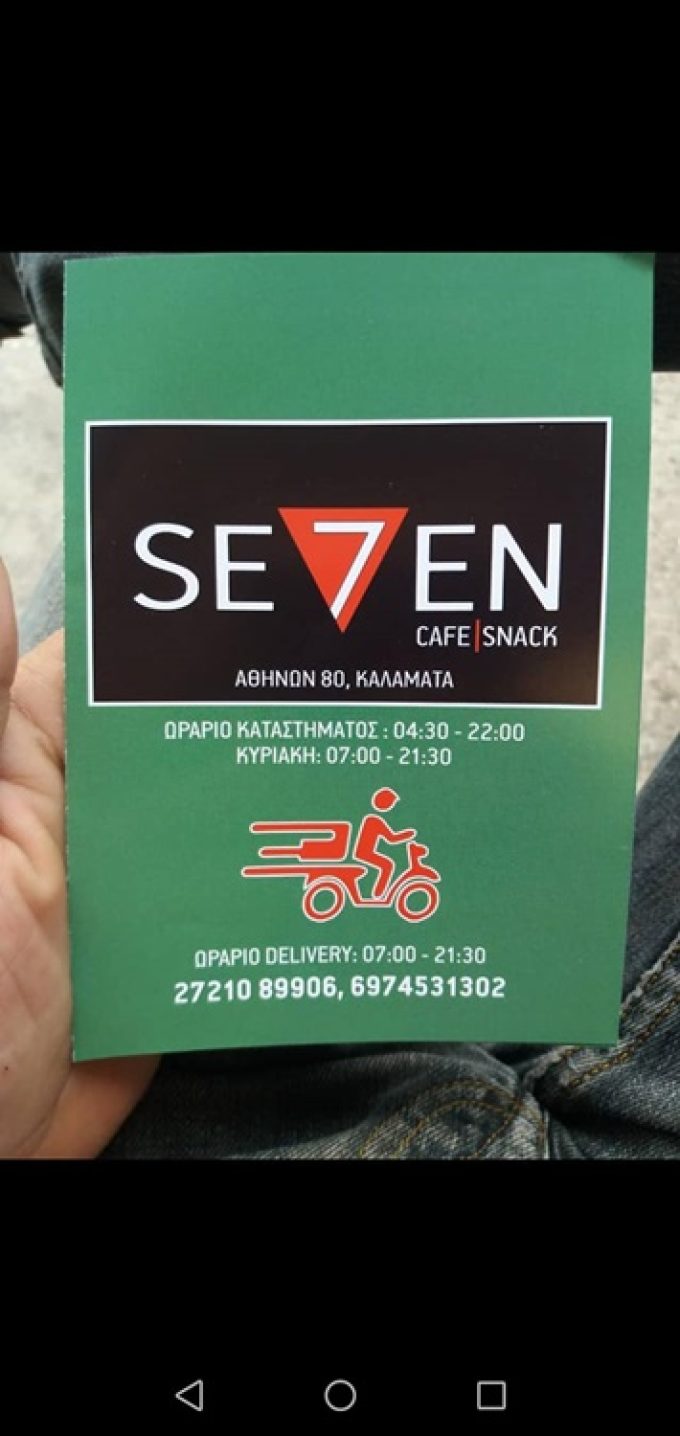 SE7EN
CAFE|SNACK
ΑΘΗΝΩΝ 80, ΚΑΛΑΜΑΤΑ
ΩΡΑΡΙΟ ΚΑΤΑΣΤΗΜΑΤΟΣ : 04:30 - 22:00
ΚΥΡΙΑΚΗ: 07:00 - 21:30
ΩΡΑΡΙΟ DELIVERY: 07:00 - 21:30
27210 89906, 6974531302